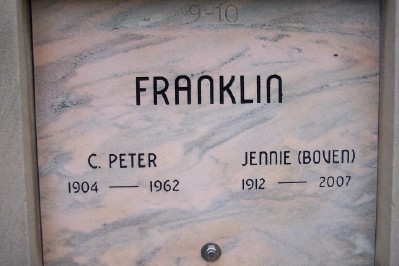 9-10
FRANKLIN
C. PETER JENNIE (BOVEN)
1904 — 1962 1912 — 2007